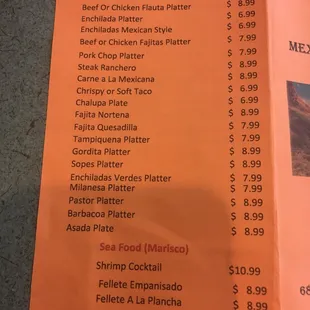 Beef Or Chicken Flauta Platter $ 8.99
Enchilada Platter $ 6.99
Enchiladas Mexican Style $ 6.99
Beef or Chicken Fajitas Platter $ 7.99
Pork Chop Platter $ 7.99
Steak Ranchero $ 8.99
Carne a La Mexicana $ 8.99
Chrispy or Soft Taco $ 6.99
Chalupa Plate $ 6.99
Fajita Nortena $ 8.99
Fajita Quesadilla $ 7.99
Tampiquena Platter $ 7.99
Gordita Platter $ 8.99
Sopes Platter $ 8.99
Enchiladas Verdes Platter $ 7.99
Milanesa Platter $ 7.99
Pastor Platter $ 8.99
Barbacoa Platter $ 8.99
Asada Plate $ 8.99
Sea Food (Marisco)
Shrimp Cocktail $10.99
Fellete Empanisado $ 8.99
Fellete A La Plancha $ 8.99
MEX
68